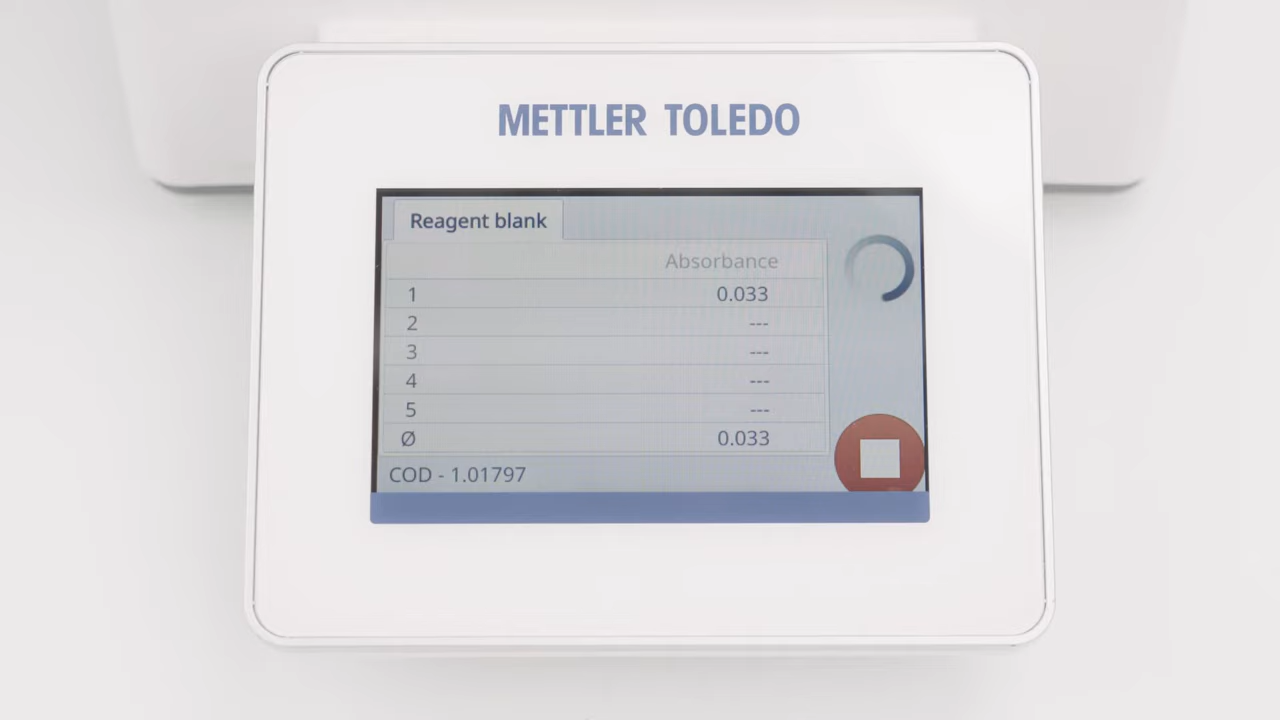 METTLER TOLEDO
Reagent blank
Absorbance
1 0.033
2 ---
3 ---
4 ---
5 ---
Ø 0.033
COD - 1.01797